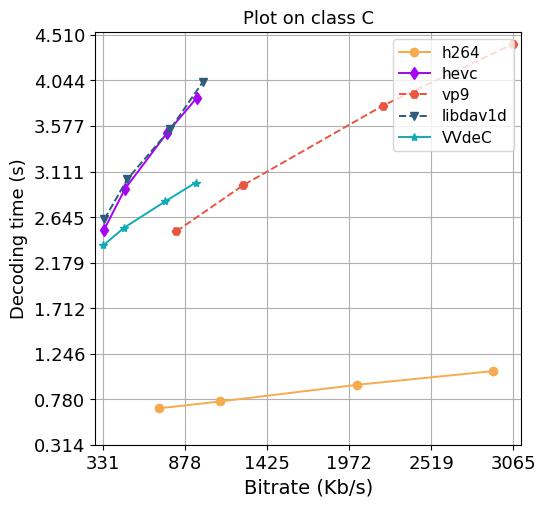 Plot on class C
4.510
4.044
3.577
3.111
2.645
2.179
1.712
1.246
0.780
0.314
Decoding time (s)
h264
hevc
vp9
libdav1d
VVdeC
331 878 1425 1972 2519 3065
Bitrate (Kb/s)